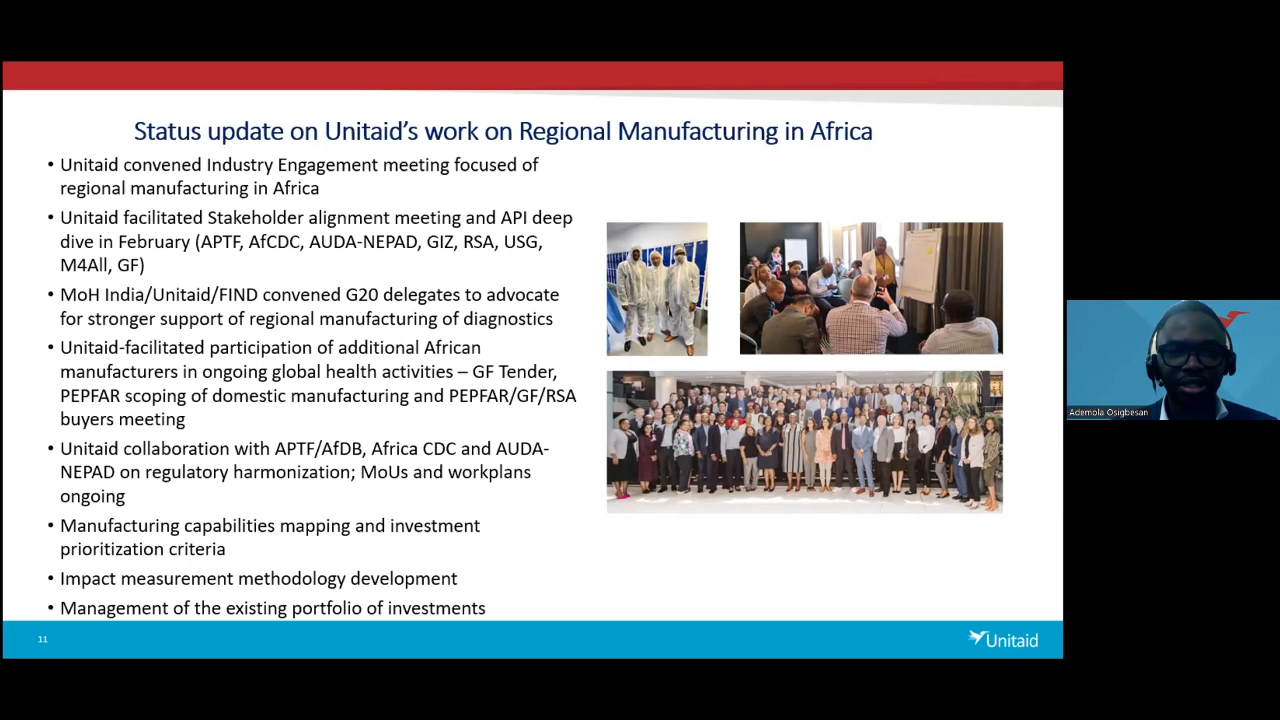 Status update on Unitaid's work on Regional Manufacturing in Africa
• Unitaid convened Industry Engagement meeting focused of
regional manufacturing in Africa
• Unitaid facilitated Stakeholder alignment meeting and API deep
dive in February (APTF, AfCDC, AUDA-NEPAD, GIZ, RSA, USG,
M4All, GF)
• MoH India/Unitaid/FIND convened G20 delegates to advocate
for stronger support of regional manufacturing of diagnostics
• Unitaid-facilitated participation of additional African
manufacturers in ongoing global health activities – GF Tender,
PEPFAR scoping of domestic manufacturing and PEPFAR/GF/RSA
buyers meeting
• Unitaid collaboration with APTF/AfDB, Africa CDC and AUDA-
NEPAD on regulatory harmonization; MoUs and workplans
ongoing
• Manufacturing capabilities mapping and investment
prioritization criteria
• Impact measurement methodology development
• Management of the existing portfolio of investments
11
Unitaid
Ademola Osigbesan